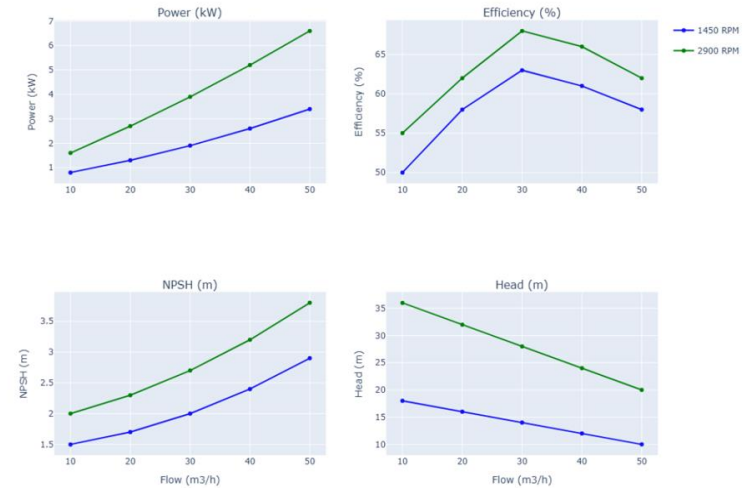 Power (kW)
Efficiency (%)
1450 RPM
2900 RPM
Power (kW)
7
6
5
4
3
2
1
10 20 30 40 50
Efficiency (%)
65
60
55
50
10 20 30 40 50
NPSH (m)
Head (m)
NPSH (m)
3.5
3
2.5
2
1.5
10 20 30 40 50
Flow (m3/h)
Head (m)
35
30
25
20
15
10
10 20 30 40 50
Flow (m3/h)